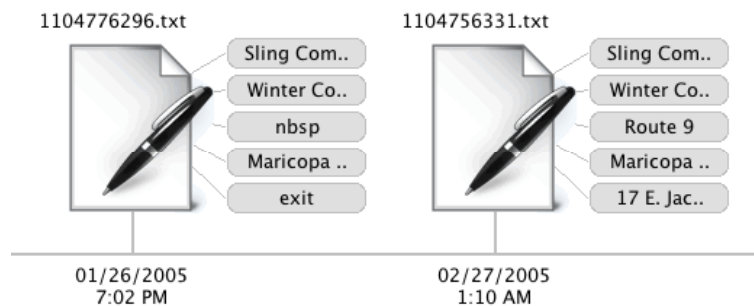 1104776296.txt
Sling Com..
Winter Co..
nbsp
Maricopa ..
exit
01/26/2005
7:02 PM
1104756331.txt
Sling Com..
Winter Co..
Route 9
Maricopa ..
17 E. Jac..
02/27/2005
1:10 AM